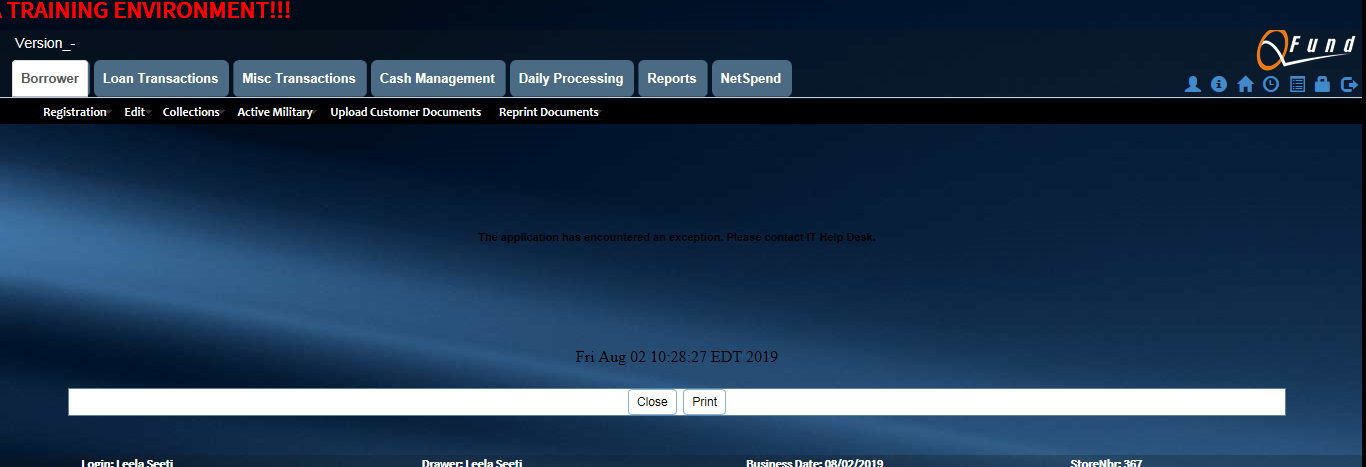 A TRAINING ENVIRONMENT!!!
Version_-
QFund
Borrower Loan Transactions Misc Transactions Cash Management Daily Processing Reports NetSpend
Registration Edit Collections Active Military Upload Customer Documents Reprint Documents
The application has encountered an exception. Please contact IT Help Desk.
Fri Aug 02 10:28:27 EDT 2019
Close Print
Login: Leela Seeti Drawer: Leela Seeti Business Date: 08/02/2019 StoreNbr: 367